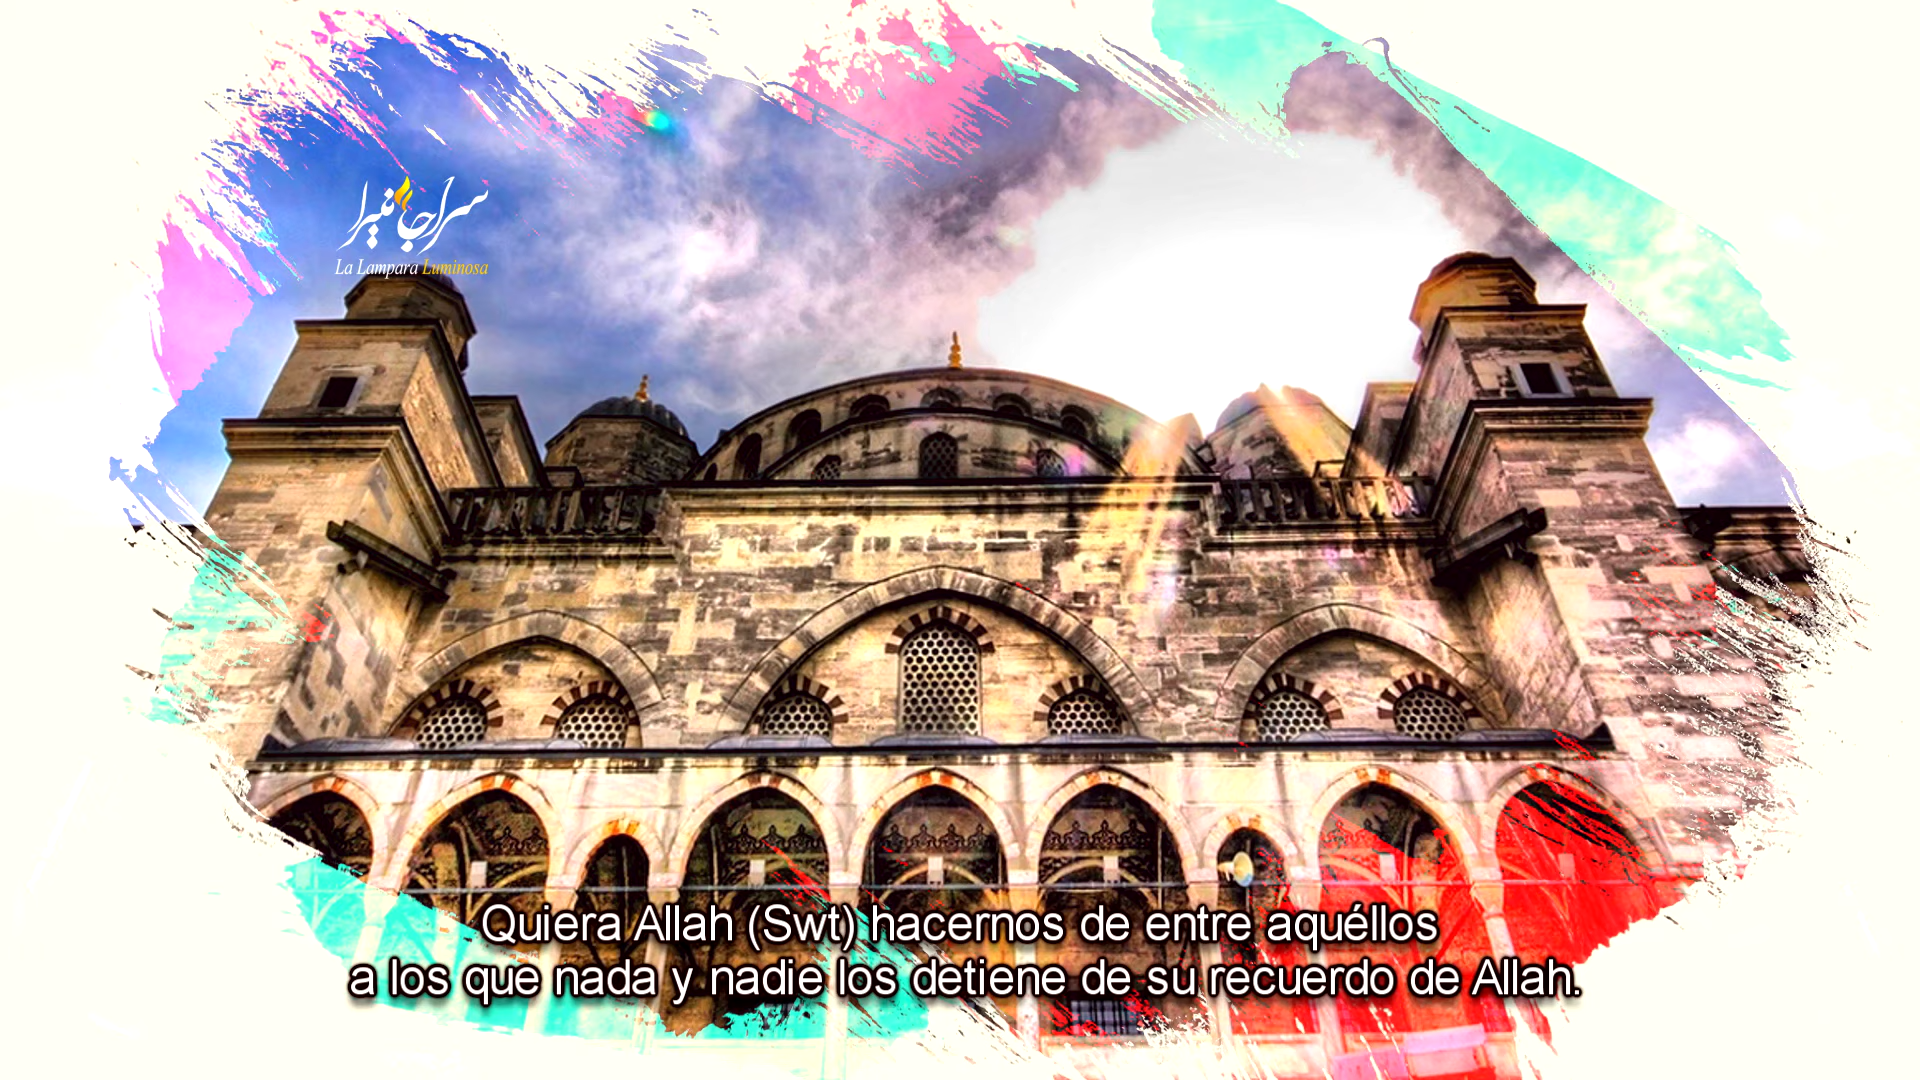 سراجا منيرا
La Lampara Luminosa
Quiera Allah (Swt) hacernos de entre aquéllos
a los que nada y nadie los detiene de su recuerdo de Allah.